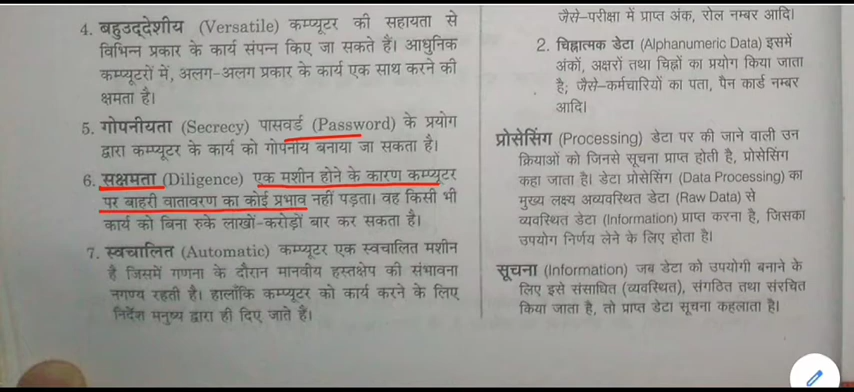 4. बहुउद्देशीय (Versatile) कम्प्यूटर की सहायता से
विभिन्न प्रकार के कार्य संपन्न किए जा सकते हैं। आधुनिक
कम्प्यूटरों में, अलग-अलग प्रकार के कार्य एक साथ करने की
क्षमता है।
5. गोपनीयता (Secrecy) पासवर्ड (Password) के प्रयोग
द्वारा कम्प्यूटर के कार्य को गोपनीय बनाया जा सकता है।
6. सक्षमता (Diligence) एक मशीन होने के कारण कम्प्यूटर
पर बाहरी वातावरण का कोई प्रभाव नहीं पड़ता। वह किसी भी
कार्य को बिना रुके लाखों-करोड़ों बार कर सकता है।
7. स्वचालित (Automatic) कम्प्यूटर एक स्वचालित मशीन
है जिसमें गणना के दौरान मानवीय हस्तक्षेप की संभावना
नगण्य रहती है। हालाँकि कम्प्यूटर को कार्य करने के लिए
निर्देश मनुष्य द्वारा ही दिए जाते हैं।
जैसे-परीक्षा में प्राप्त अंक, रोल नम्बर आदि।
2. चिह्नात्मक डेटा (Alphanumeric Data) इसमें
अंकों, अक्षरों तथा चिह्नों का प्रयोग किया जाता
है; जैसे-कर्मचारियों का पता, पैन कार्ड नम्बर
आदि।
प्रोसेसिंग (Processing) डेटा पर की जाने वाली उन
क्रियाओं को जिनसे सूचना प्राप्त होती है, प्रोसेसिंग
कहा जाता है। डेटा प्रोसेसिंग (Data Processing) का
मुख्य लक्ष्य अव्यवस्थित डेटा (Raw Data) से
व्यवस्थित डेटा (Information) प्राप्त करना है, जिसका
उपयोग निर्णय लेने के लिए होता है।
सूचना (Information) जब डेटा को उपयोगी बनाने के
लिए इसे संसाधित (व्यवस्थित), संगठित तथा संरचित
किया जाता है, तो प्राप्त डेटा सूचना कहलाता है।